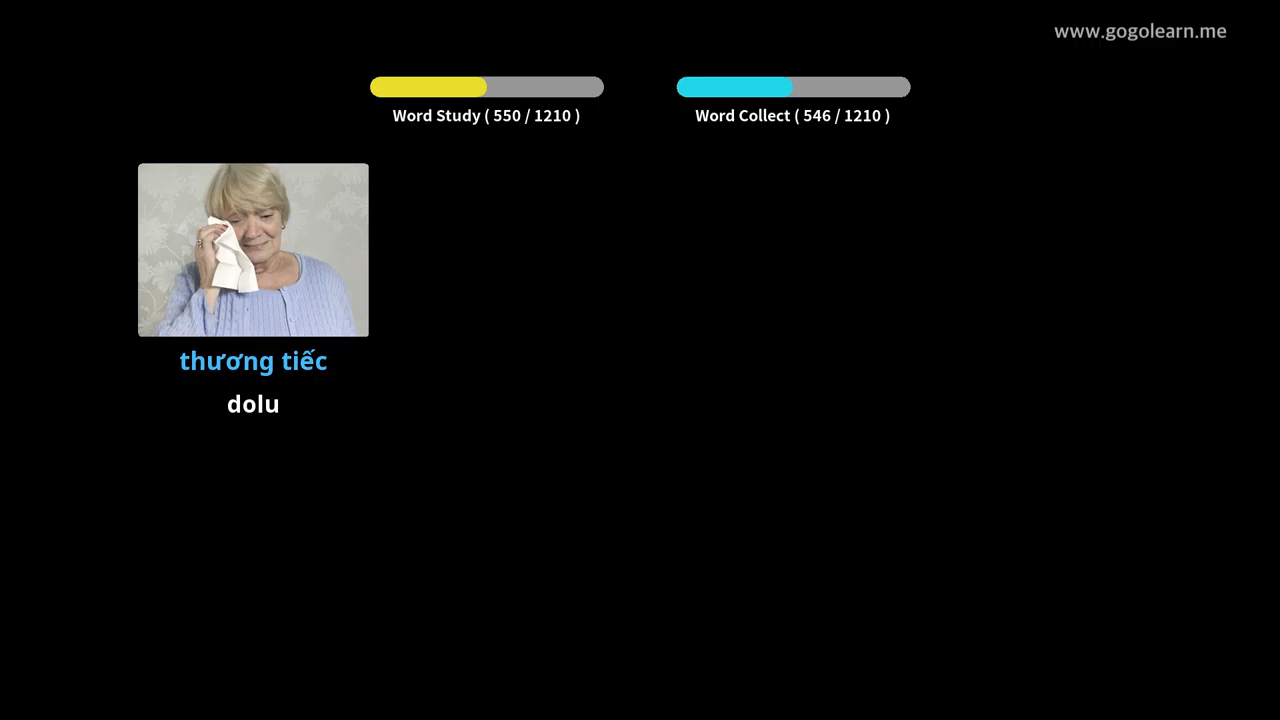 www.gogolearn.me
Word Study ( 550 / 1210 )
Word Collect ( 546 / 1210 )
thương tiếc
dolu